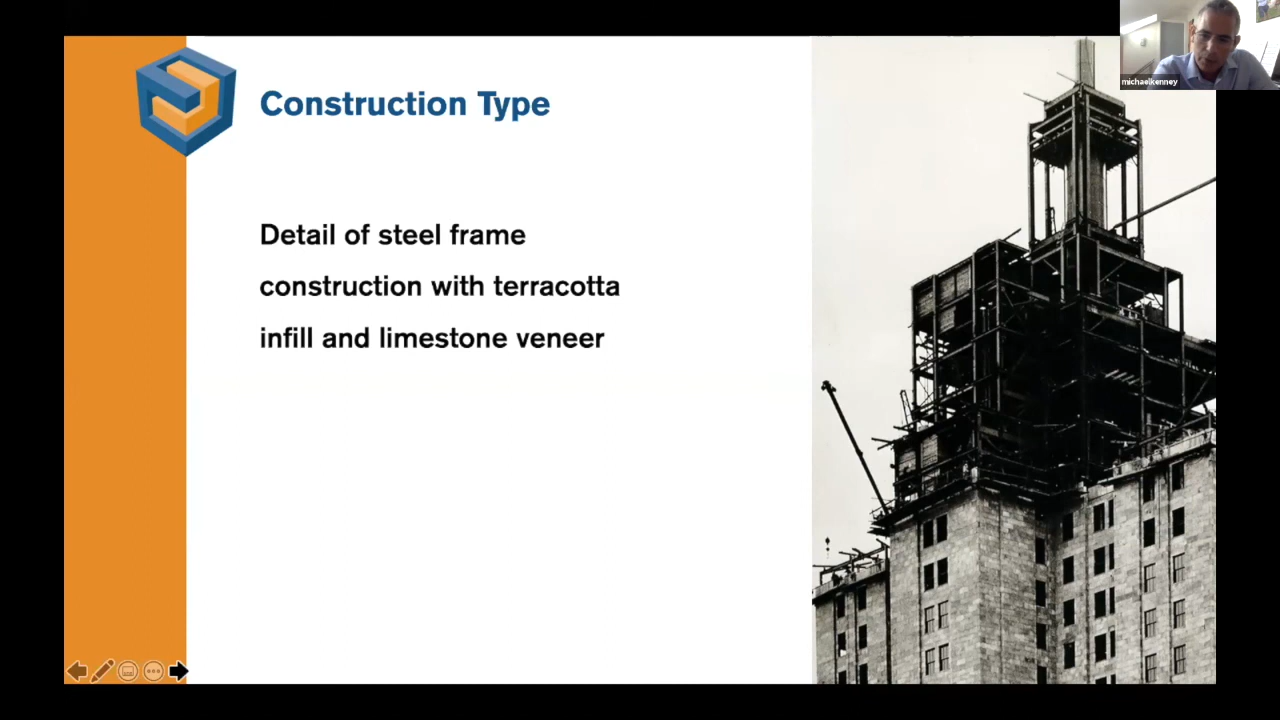 michaelkenney
Construction Type
Detail of steel frame
construction with terracotta
infill and limestone veneer